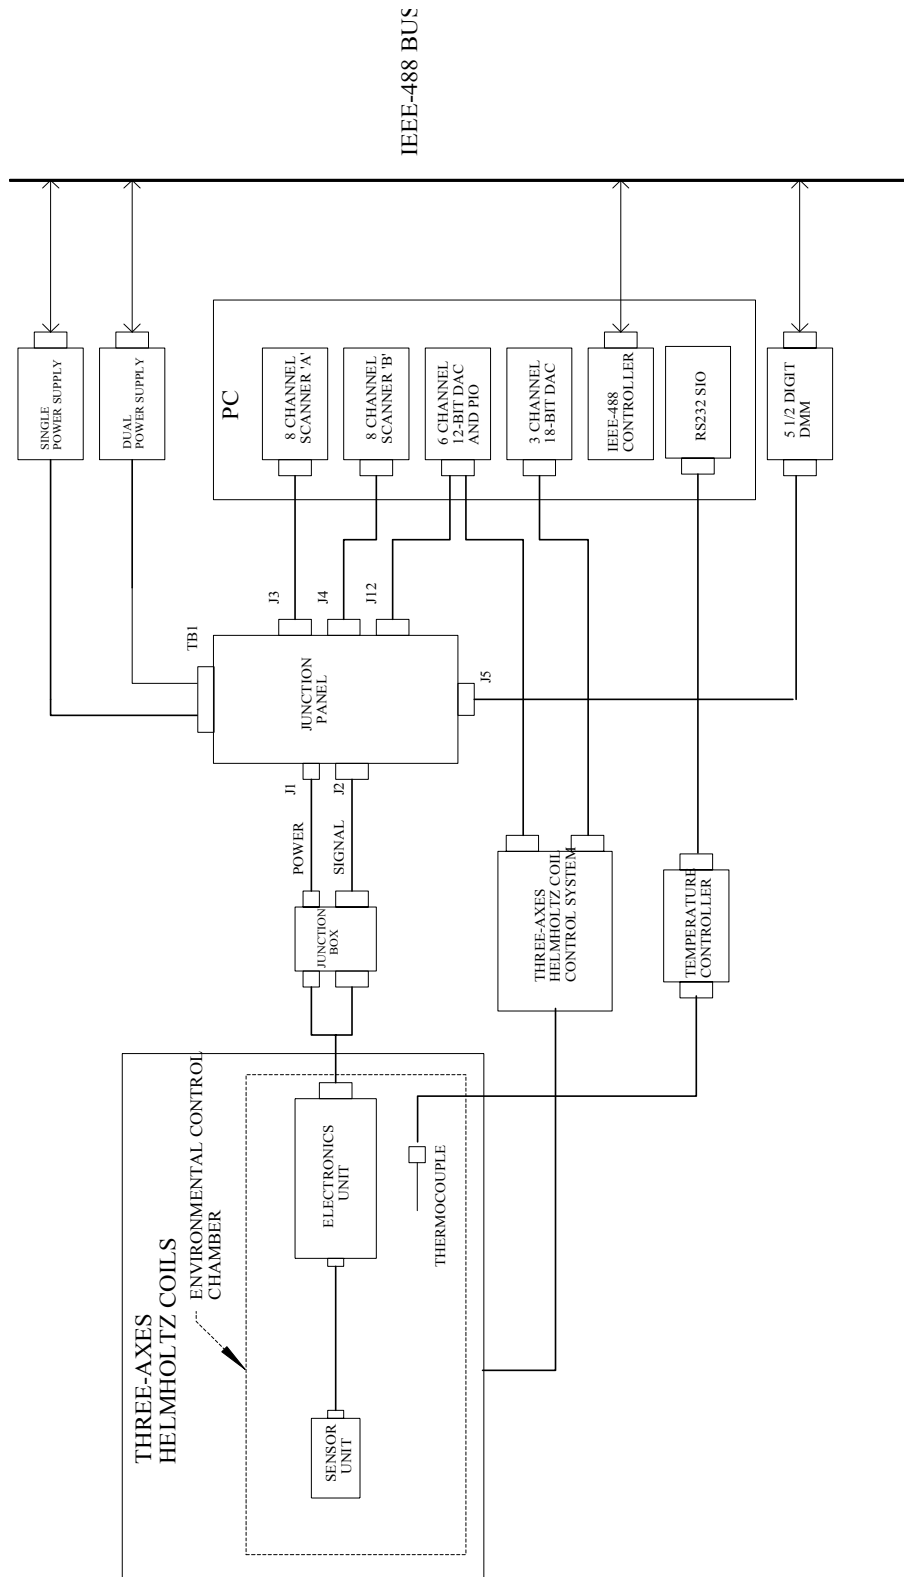 IEEE-488 BUS
SINGLE
POWER SUPPLY
DUAL
POWER SUPPLY
PC
8 CHANNEL
SCANNER 'A'
8 CHANNEL
SCANNER 'B'
6 CHANNEL
12-BIT DAC
AND PIO
3 CHANNEL
18-BIT DAC
IEEE-488
CONTROLLER
RS232 SIO
5 1/2 DIGIT
DMM
TB1
J3
J4
J12
JUNCTION
PANEL
J5
J1
J2
POWER
SIGNAL
JUNCTION
BOX
THREE-AXES
HELMHOLTZ COIL
CONTROL SYSTEM
TEMPERATURE
CONTROLLER
THREE-AXES
HELMHOLTZ COILS
ENVIRONMENTAL CONTROL
CHAMBER
ELECTRONICS
UNIT
THERMOCOUPLE
SENSOR
UNIT